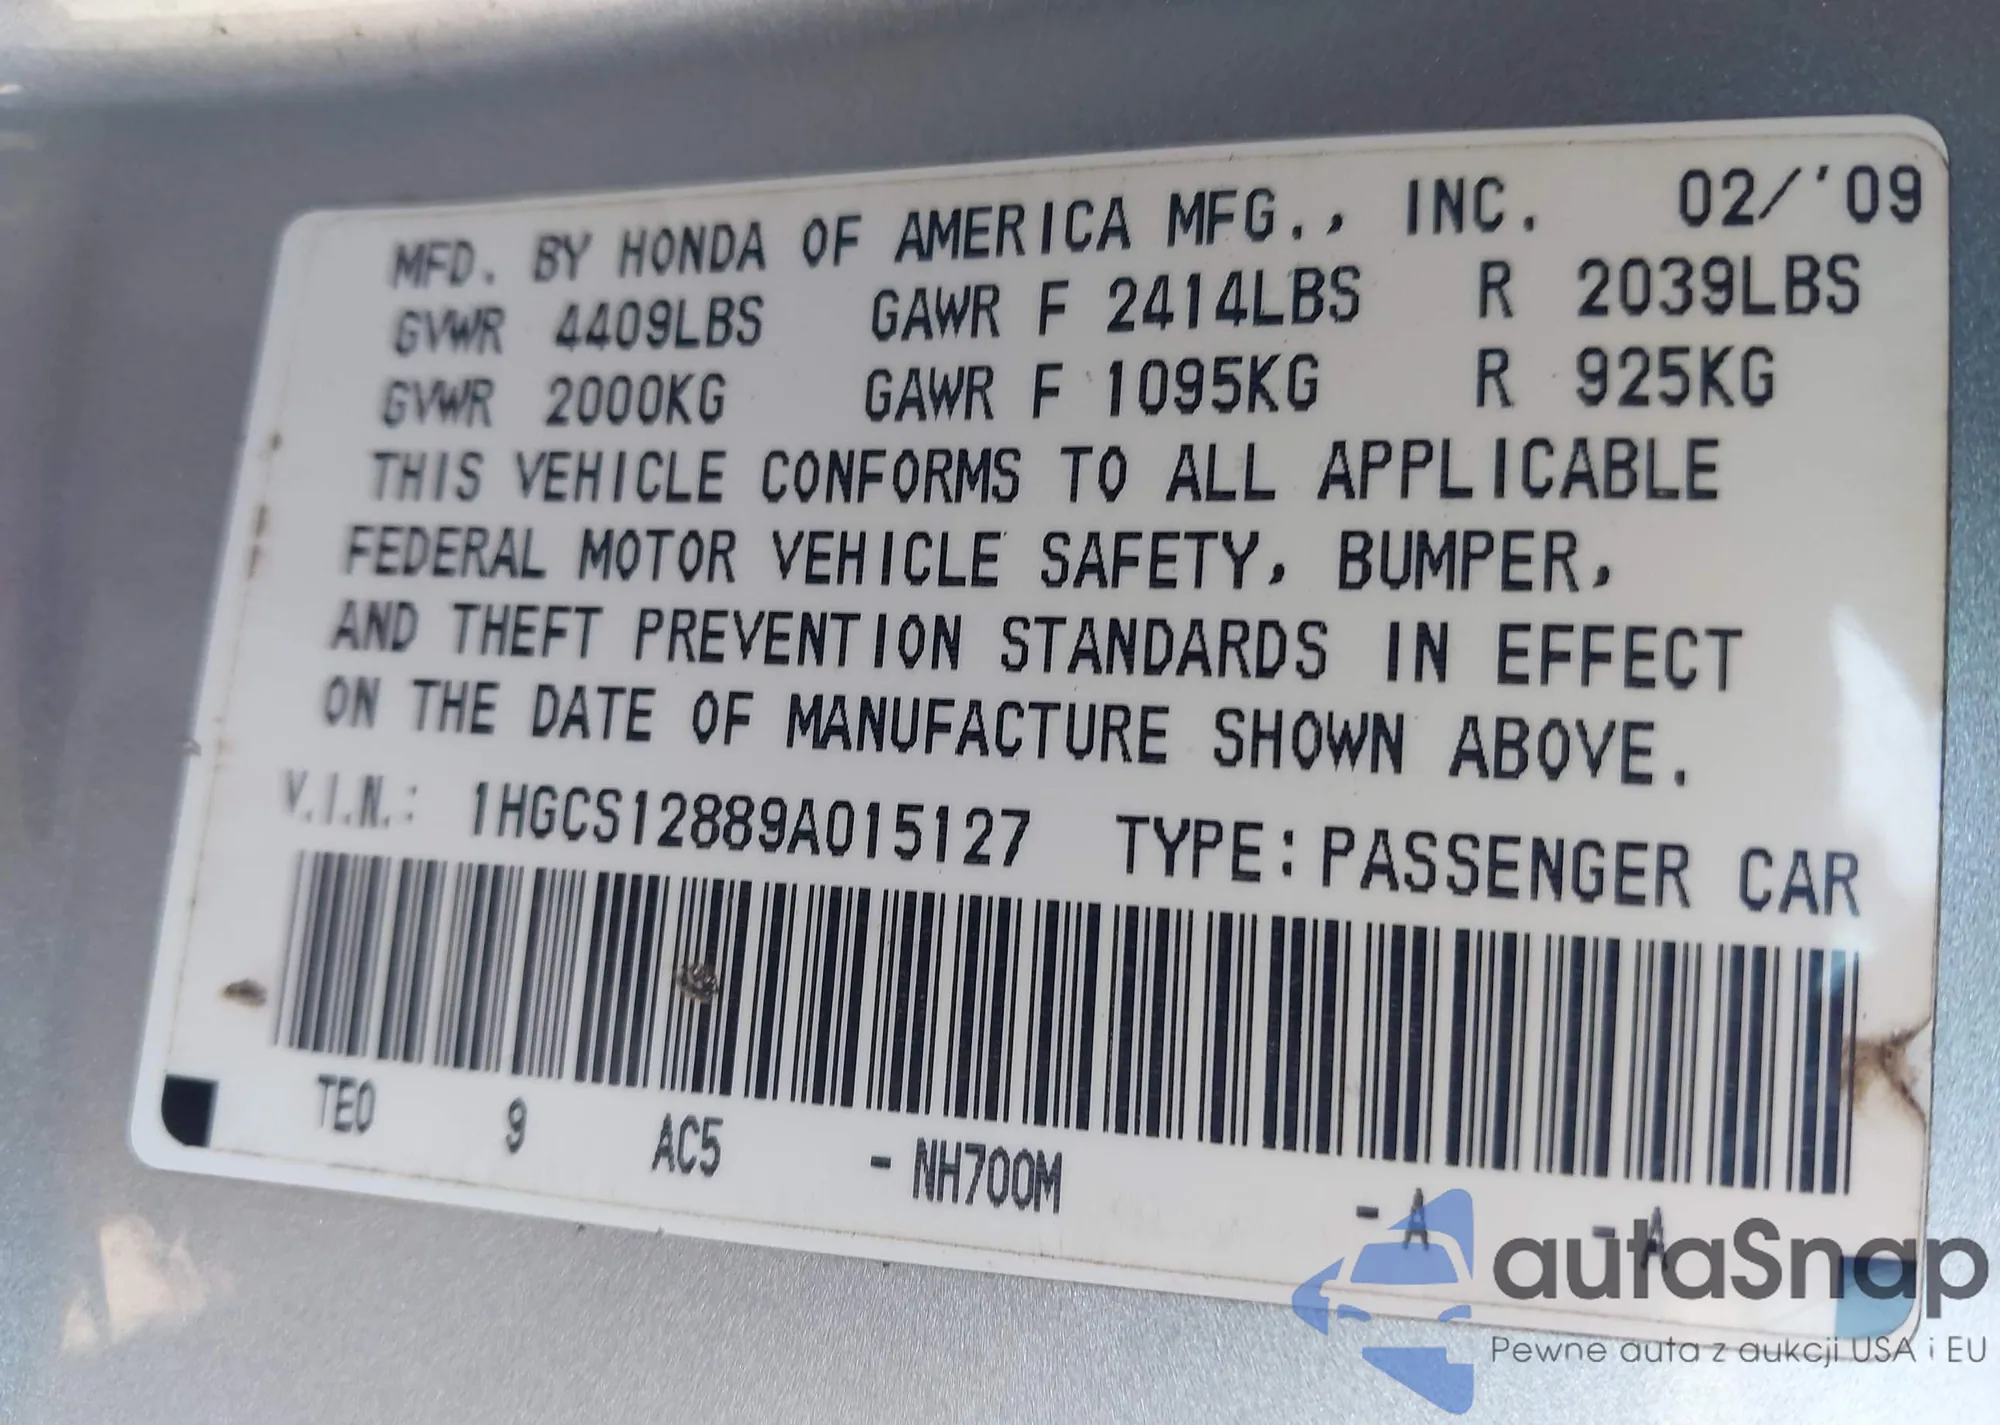 MFD. BY HONDA OF AMERICA MFG., INC. 02/'09
GVWR 4409LBS GAWR F 2414LBS R 2039LBS
GVWR 2000KG GAWR F 1095KG R 925KG
THIS VEHICLE CONFORMS TO ALL APPLICABLE
FEDERAL MOTOR VEHICLE SAFETY, BUMPER,
AND THEFT PREVENTION STANDARDS IN EFFECT
ON THE DATE OF MANUFACTURE SHOWN ABOVE.
V.I.N.: 1HGCS12889A015127 TYPE: PASSENGER CAR
TE0 9 AC5 - NH700M - A - A
autaSnap
Pewne auta z aukcji USA i EU